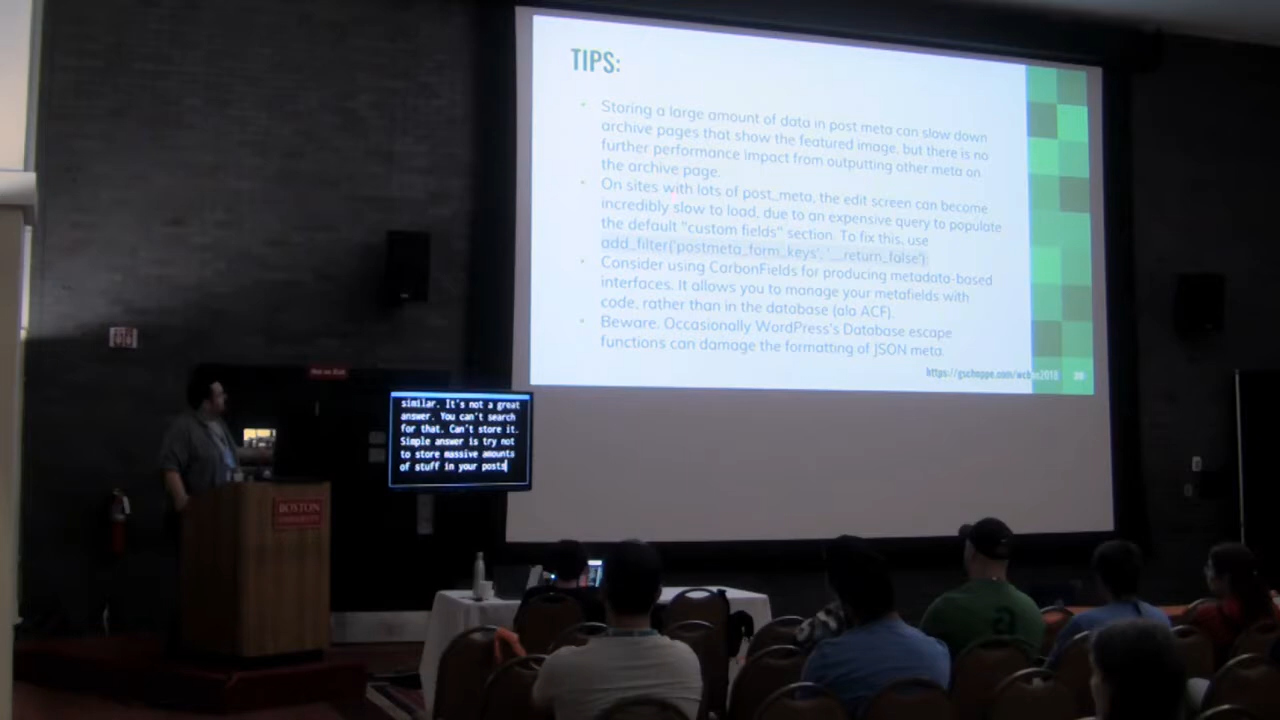 TIPS:
Storing a large amount of data in post meta can slow down
archive pages that show the featured image, but there is no
further performance impact from outputting other meta on
the archive page.
On sites with lots of post_meta, the edit screen can become
incredibly slow to load, due to an expensive query to populate
the default "custom fields" section. To fix this, use
add_filter('postmeta_form_keys', '__return_false');
Consider using CarbonFields for producing metadata-based
interfaces. It allows you to manage your metafields with
code, rather than in the database (ala ACF).
Beware. Occasionally WordPress's Database escape
functions can damage the formatting of JSON meta.
similar. It's not a great
answer. You can't search
for that. Can't store it.
Simple answer is try not
to store massive amounts
of stuff in your posts
BOSTON
UNIVERSITY